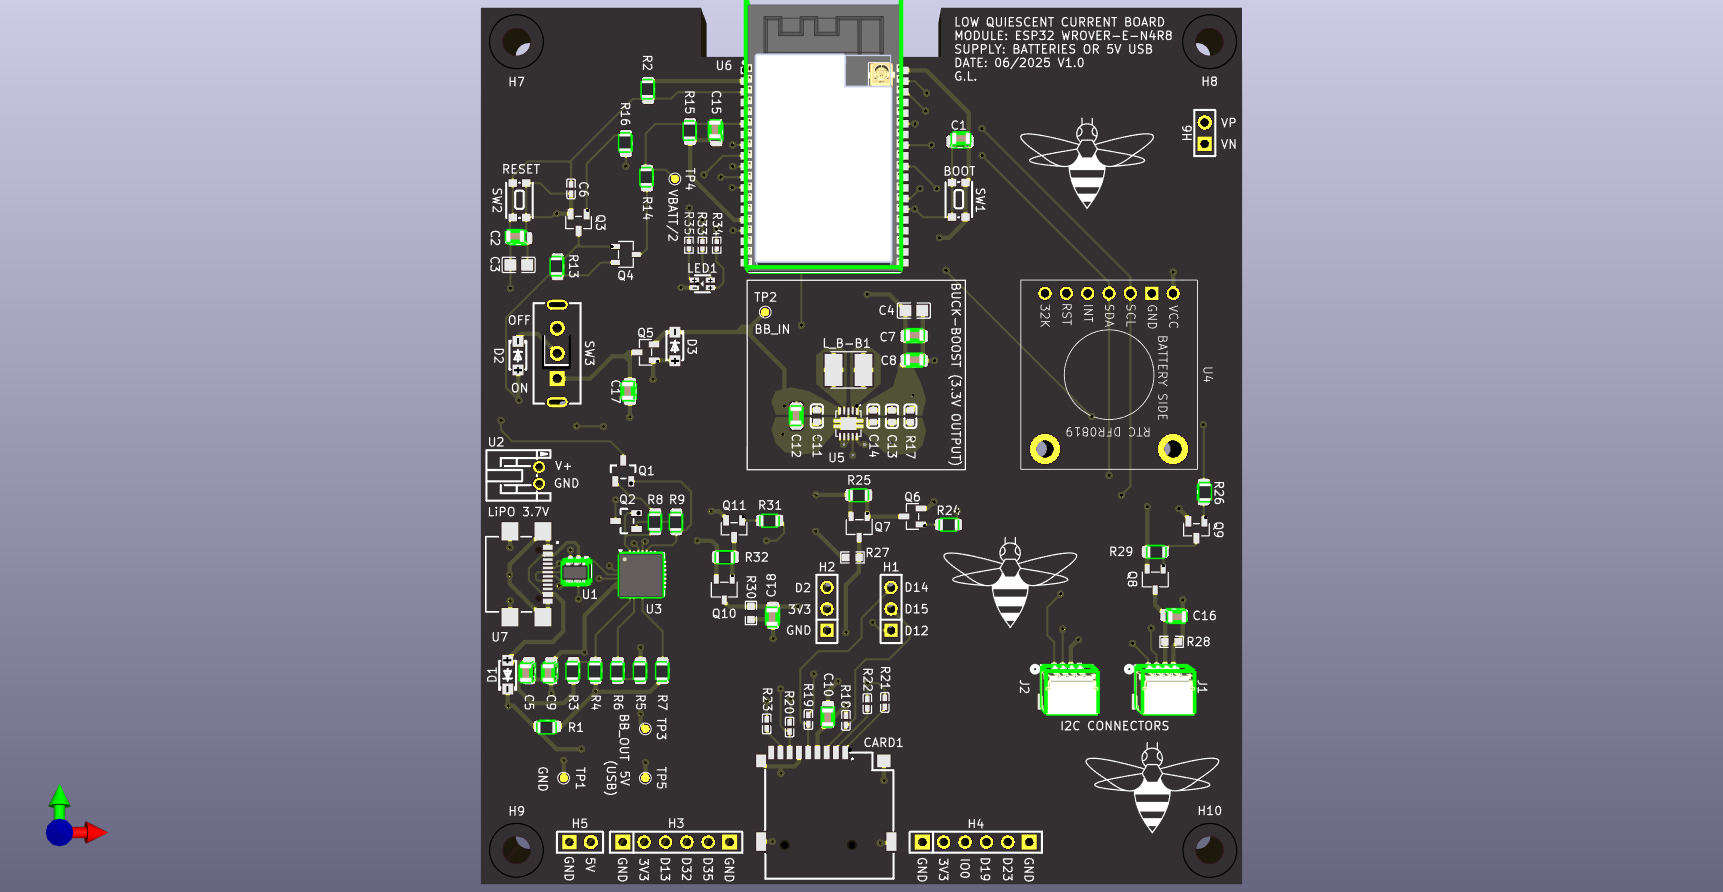 LOW QUIESCENT CURRENT BOARD
MODULE: ESP32 WROVER-E-N4R8
SUPPLY: BATTERIES OR 5V USB
DATE: 06/2025 V1.0
G.L.
H7
H8
U6
R2
R15
C15
R16
C1
BOOT
SW1
H6
VP
VN
RESET
SW2
C6
Q3
R14
TP4
VBATT/2
C2
C3
R13
Q4
R35
R33
R34
LED1
OFF
D2
ON
SW3
Q5
D3
C17
TP2
BB_IN
C4
C7
C8
L_B-B1
C12
C11
U5
C14
C13
R17
BUCK-BOOST (3.3V OUTPUT)
32K
RST
INT
SDA
SCL
GND
VCC
BATTERY SIDE
RTC DFR0819
U4
U2
V+
GND
LiPO 3.7V
Q1
Q2
R8
R9
Q11
R31
R25
Q6
R24
Q7
R26
Q9
R27
R29
Q8
R32
U1
U3
U7
Q10
R30
C18
H2
D2
3V3
GND
H1
D14
D15
D12
C16
R28
D1
C5
C9
R3
R4
R6
R5
R7
R1
BB_OUT
TP3
5V
(USB)
TP5
GND
TP1
R23
R20
R19
C10
R18
R22
R21
CARD1
J2
J1
I2C CONNECTORS
H9
H10
H5
GND
5V
H3
GND
3V3
D13
D32
D35
GND
H4
GND
3V3
IO0
D19
D23
GND